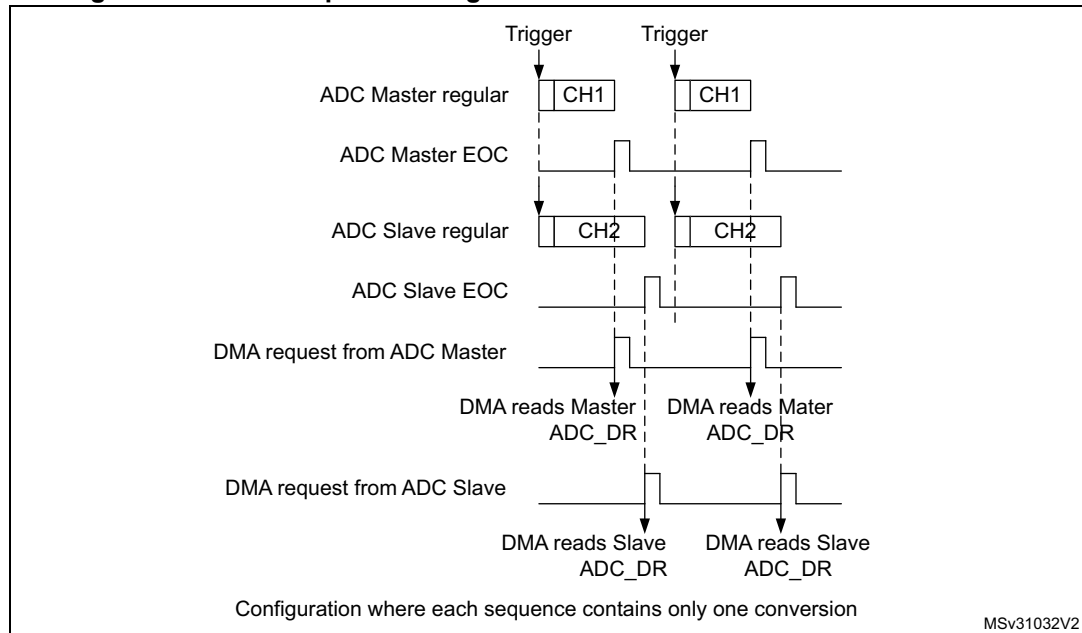 Trigger Trigger
ADC Master regular CH1 CH1
ADC Master EOC
ADC Slave regular CH2 CH2
ADC Slave EOC
DMA request from ADC Master
DMA reads Master DMA reads Mater
ADC_DR ADC_DR
DMA request from ADC Slave
DMA reads Slave DMA reads Slave
ADC_DR ADC_DR
Configuration where each sequence contains only one conversion
MSv31032V2